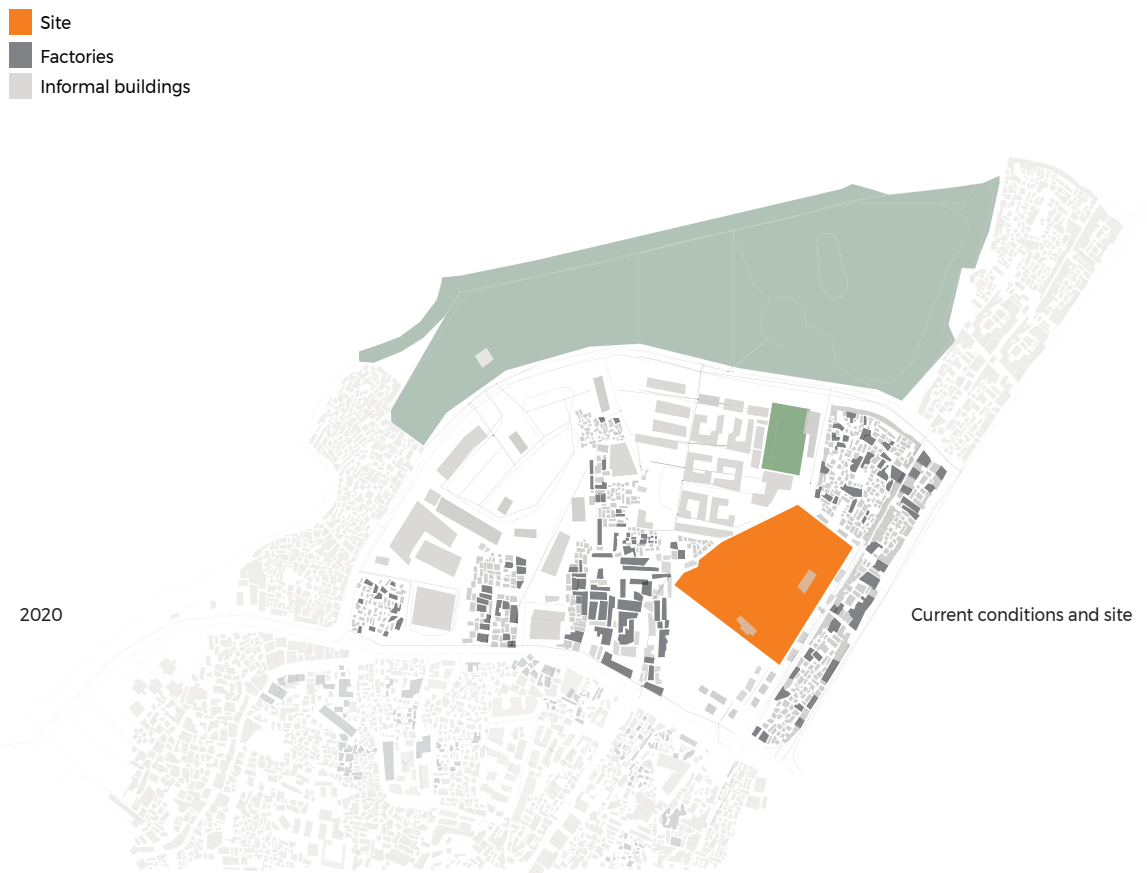 Site
Factories
Informal buildings
2020
Current conditions and site